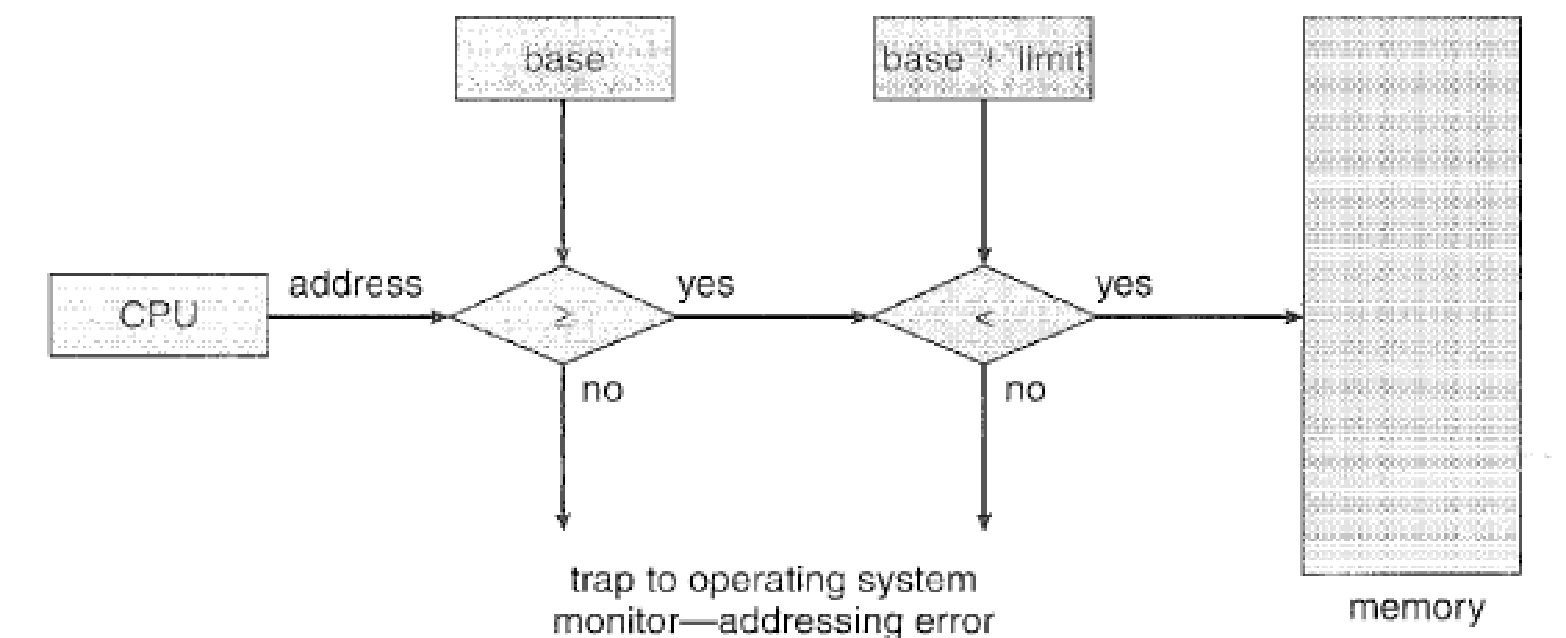 base
base + limit
CPU
address
≥
yes
<
yes
no
no
trap to operating system
monitor—addressing error
memory